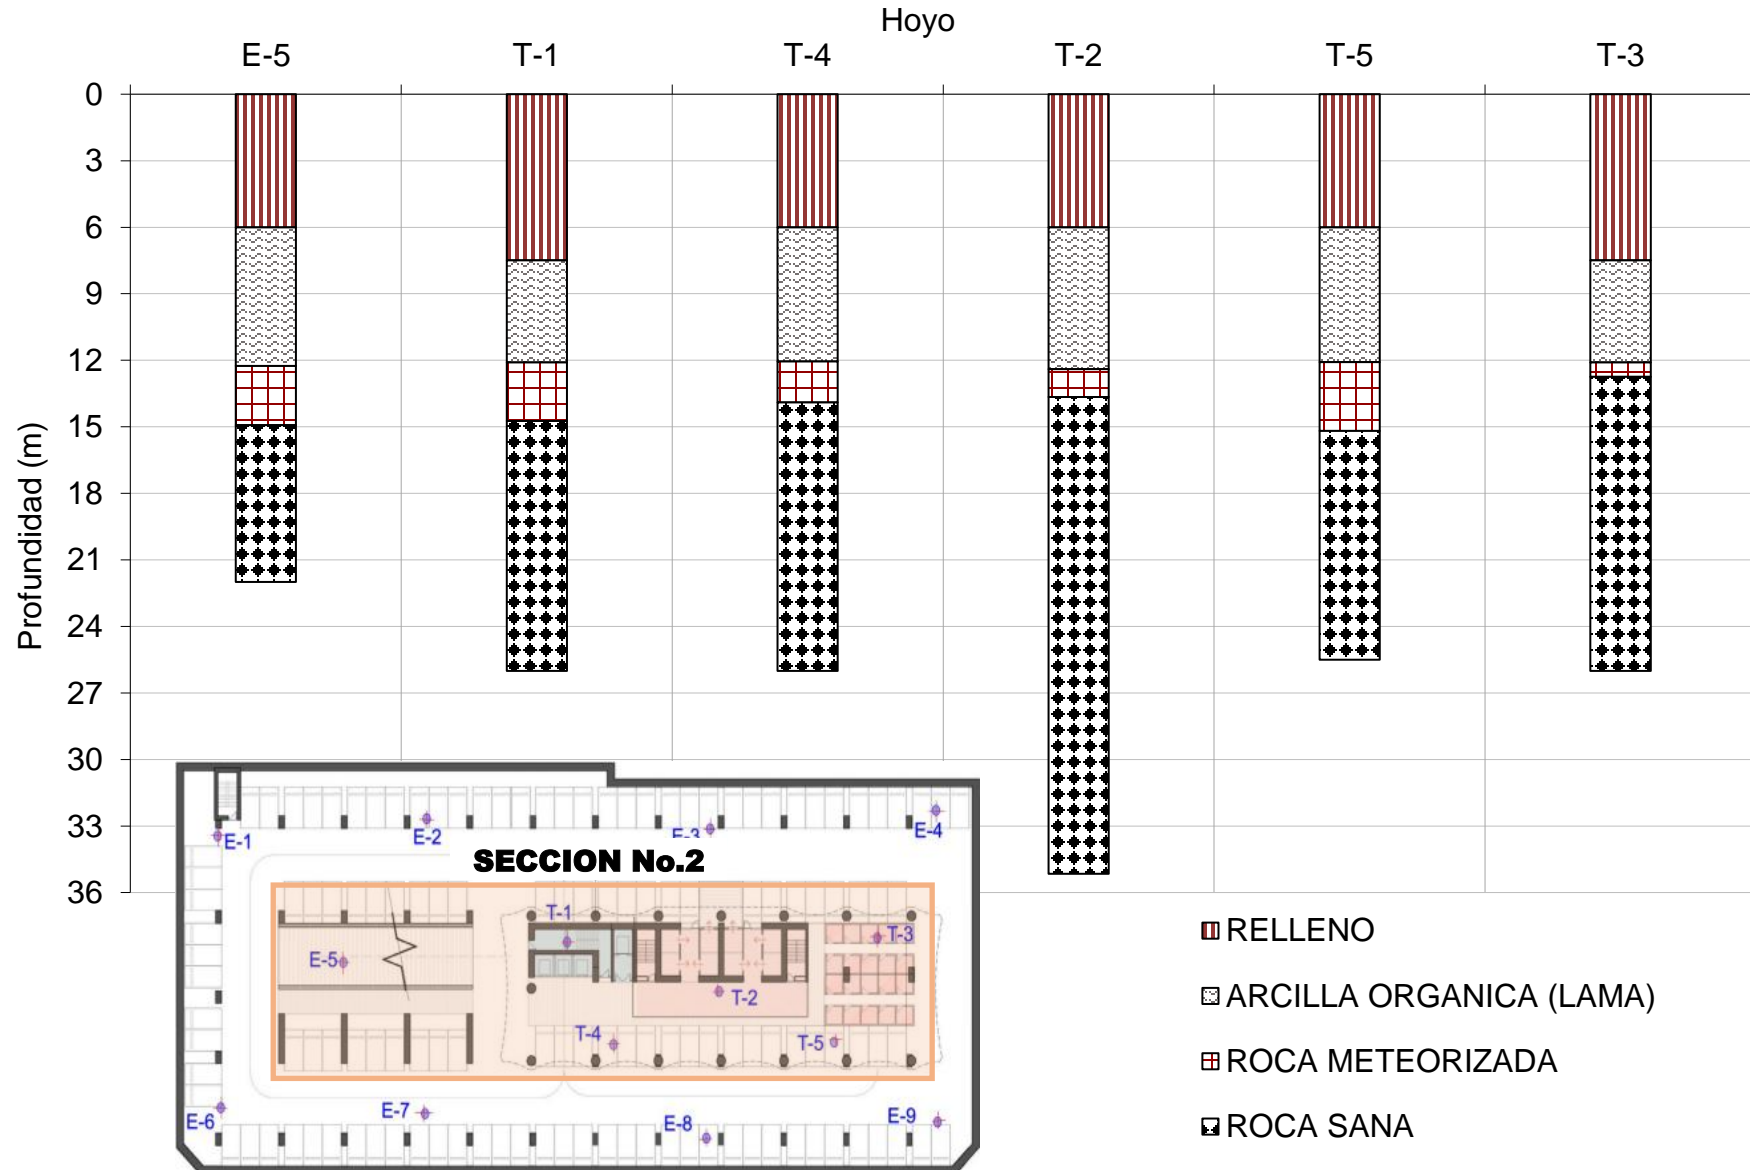 Hoyo
E-5 T-1 T-4 T-2 T-5 T-3
Profundidad (m)
0
3
6
9
12
15
18
21
24
27
30
33
36
E-1
E-2
E-3
E-4
SECCION No.2
T-1
T-3
E-5
T-2
T-4
T-5
E-6
E-7
E-8
E-9
RELLENO
ARCILLA ORGANICA (LAMA)
ROCA METEORIZADA
ROCA SANA